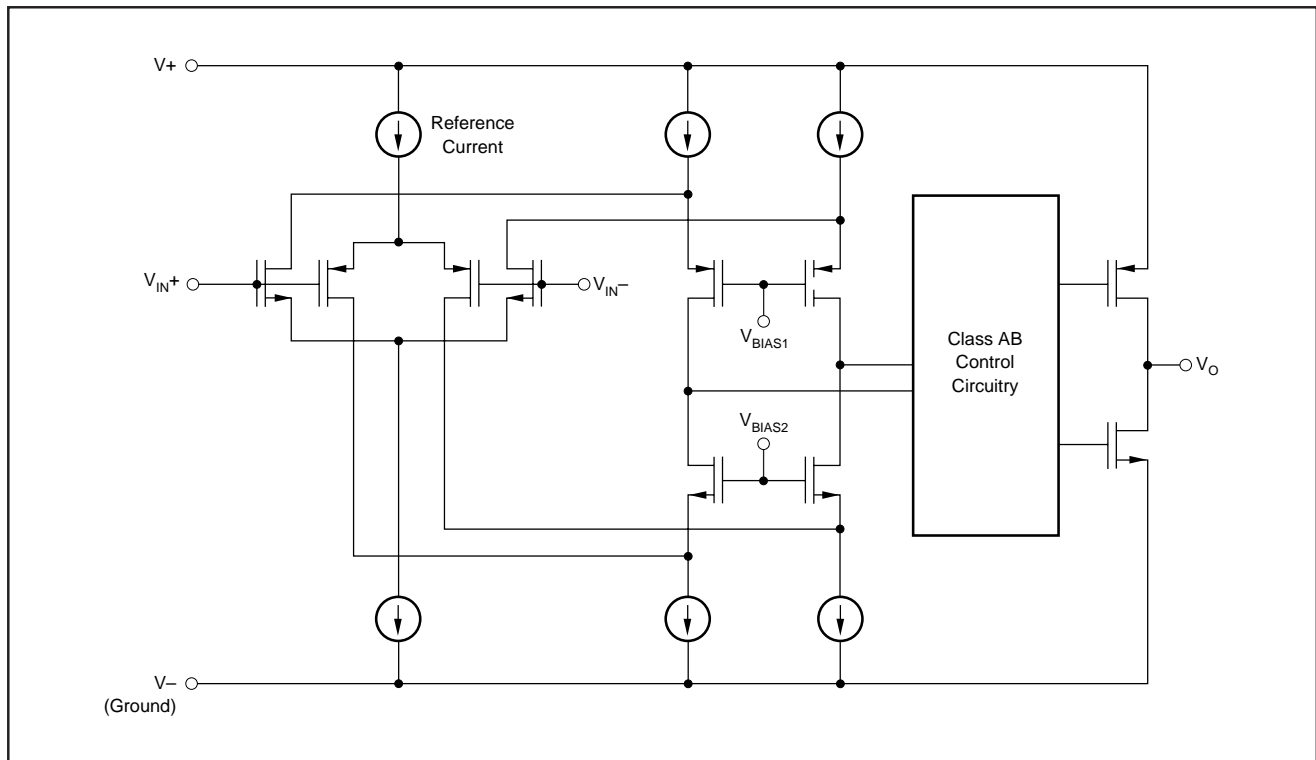 V+
Reference
Current
VIN+
VIN–
VBIAS1
Class AB
Control
Circuitry
VO
VBIAS2
V–
(Ground)